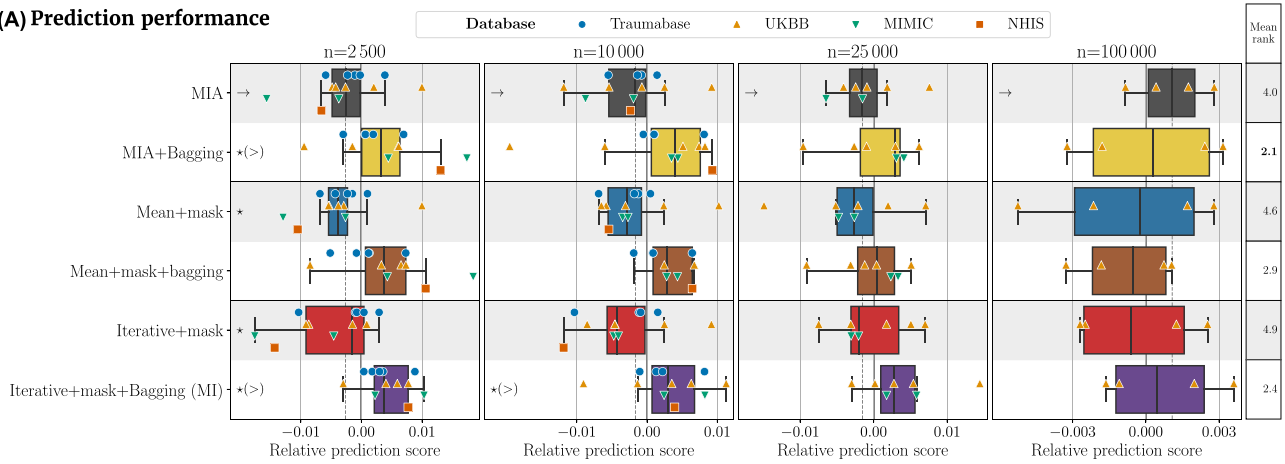 (A) Prediction performance
Database Traumabase UKBB MIMIC NHIS
Mean
rank
n=2 500 n=10 000 n=25 000 n=100 000
MIA → → → → 4.0
MIA+Bagging ⋆(>) 2.1
Mean+mask ⋆ 4.6
Mean+mask+bagging 2.9
Iterative+mask ⋆ 4.9
Iterative+mask+Bagging (MI) ⋆(>) ⋆(>) 2.4
−0.01 0.00 0.01 −0.01 0.00 0.01 −0.01 0.00 0.01 −0.003 0.000 0.003
Relative prediction score Relative prediction score Relative prediction score Relative prediction score